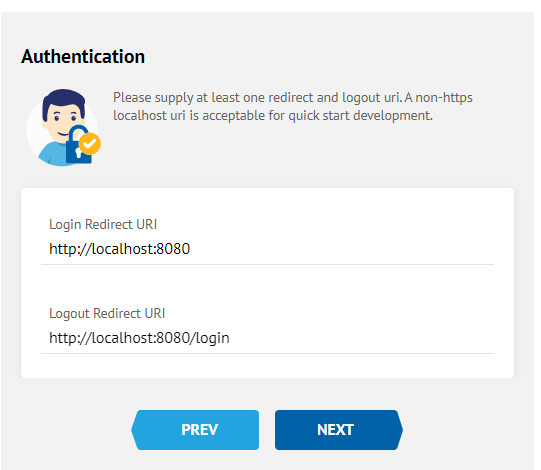 Authentication
Please supply at least one redirect and logout uri. A non-https
localhost uri is acceptable for quick start development.
Login Redirect URI
http://localhost:8080
Logout Redirect URI
http://localhost:8080/login
PREV
NEXT